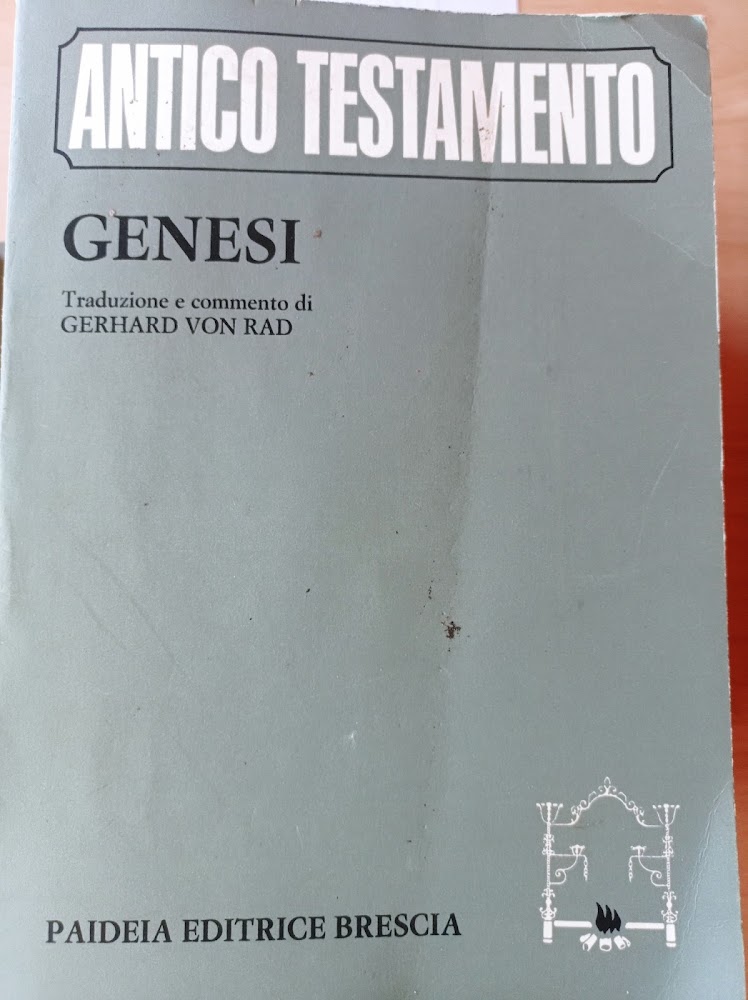 ANTICO TESTAMENTO
GENESI
Traduzione e commento di
GERHARD VON RAD
PAIDEIA EDITRICE BRESCIA